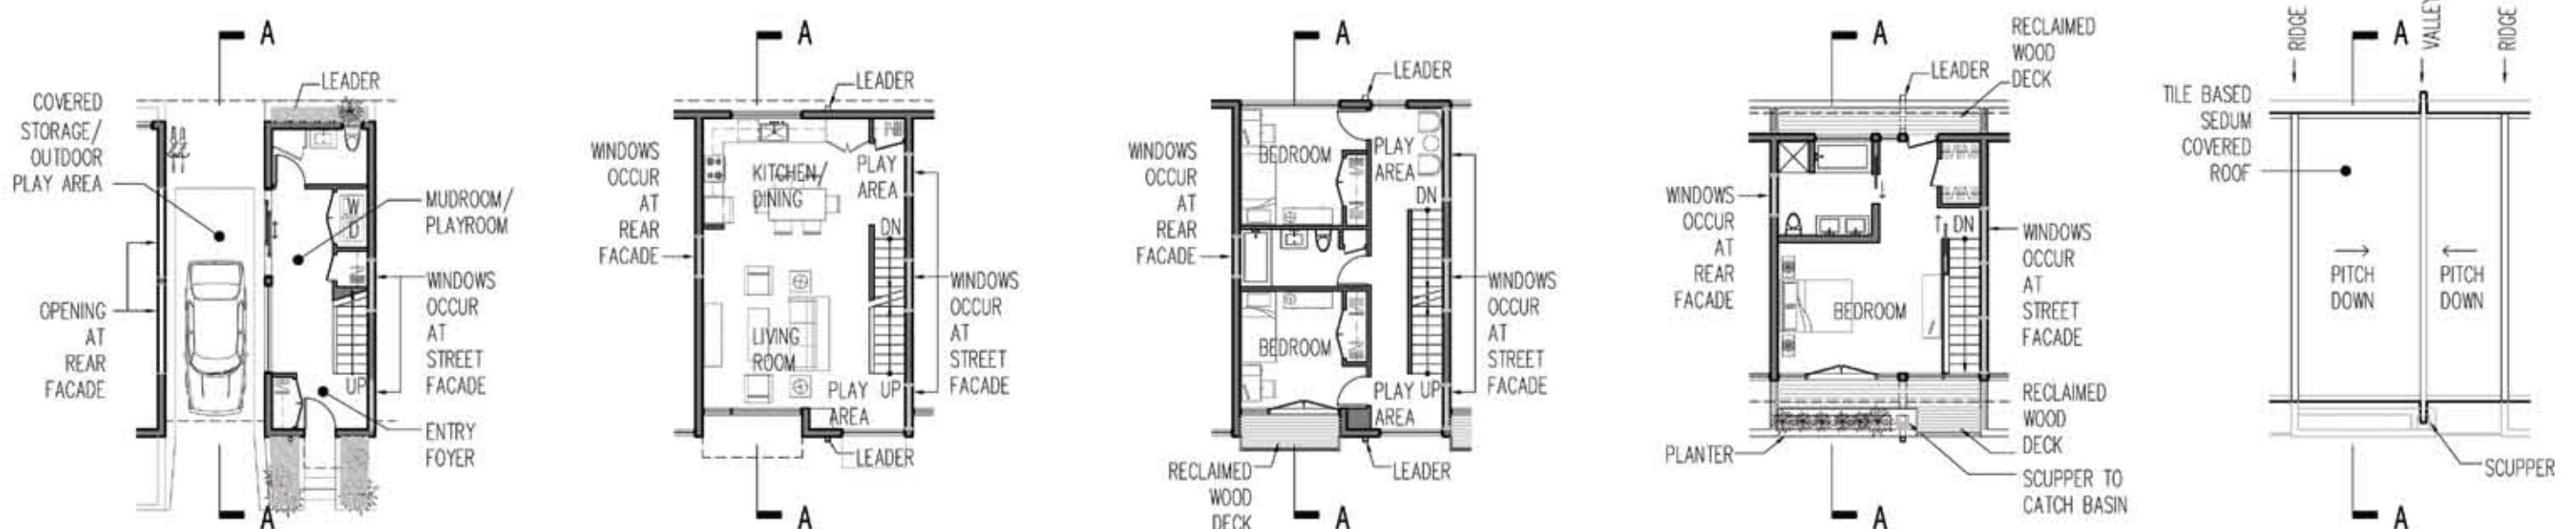 A
LEADER
COVERED
STORAGE/
OUTDOOR
PLAY AREA
MUDROOM/
PLAYROOM
W
D
OPENING
AT
REAR
FACADE
WINDOWS
OCCUR
AT
STREET
FACADE
UP
ENTRY
FOYER
A
A
LEADER
WINDOWS
OCCUR
AT
REAR
FACADE
KITCHEN/
DINING
PLAY
AREA
DN
WINDOWS
OCCUR
AT
STREET
FACADE
LIVING
ROOM
PLAY
AREA
UP
LEADER
A
A
LEADER
WINDOWS
OCCUR
AT
REAR
FACADE
BEDROOM
PLAY
AREA
DN
WINDOWS
OCCUR
AT
STREET
FACADE
BEDROOM
PLAY
AREA
UP
RECLAIMED
WOOD
DECK
LEADER
A
A
RECLAIMED
WOOD
DECK
LEADER
WINDOWS
OCCUR
AT
REAR
FACADE
DN
WINDOWS
OCCUR
AT
STREET
FACADE
BEDROOM
RECLAIMED
WOOD
DECK
PLANTER
SCUPPER TO
CATCH BASIN
A
RIDGE
A
VALLEY
RIDGE
TILE BASED
SEDUM
COVERED
ROOF
PITCH
DOWN
PITCH
DOWN
SCUPPER
A